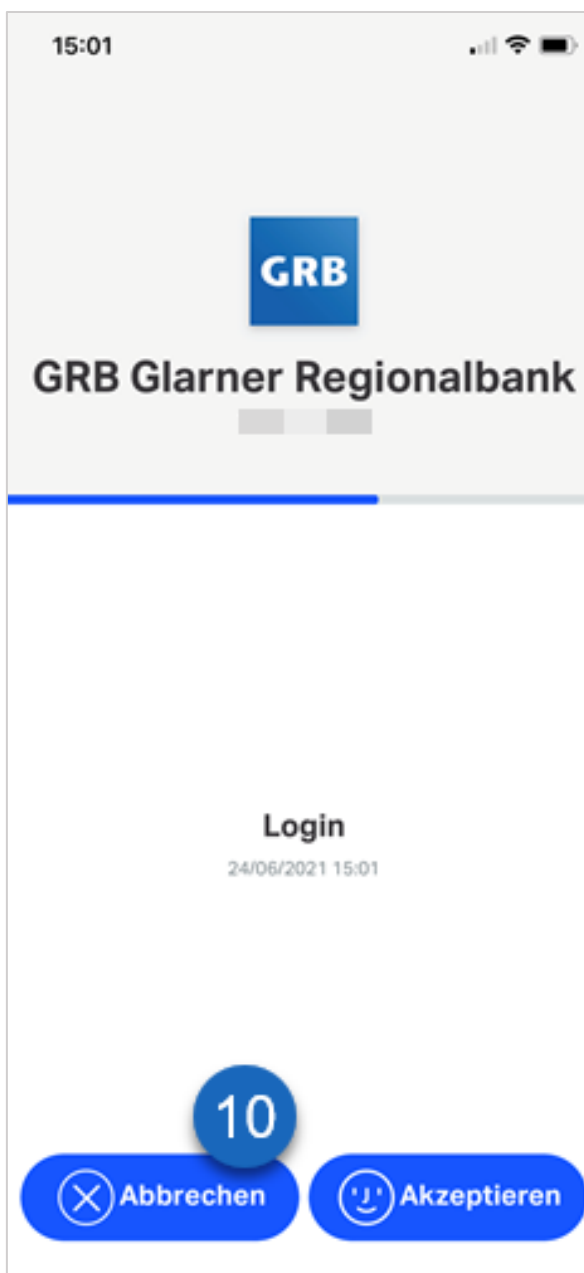 15:01
GRB
GRB Glarner Regionalbank
Login
24/06/2021 15:01
10
Abbrechen
Akzeptieren